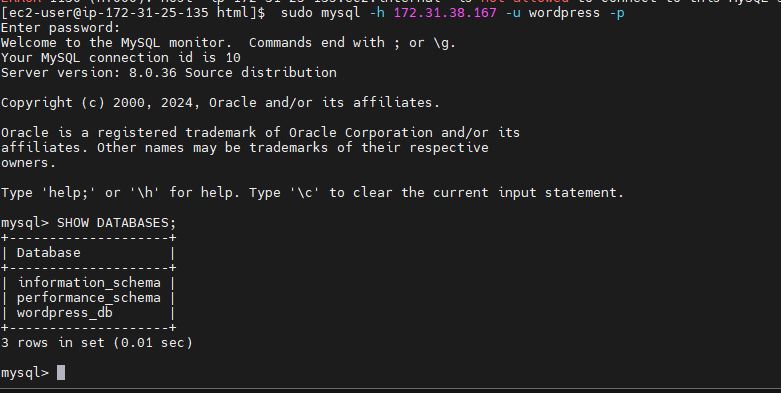 [ec2-user@ip-172-31-25-135 html]$  sudo mysql -h 172.31.38.167 -u wordpress -p
Enter password:
Welcome to the MySQL monitor.  Commands end with ; or \g.
Your MySQL connection id is 10
Server version: 8.0.36 Source distribution

Copyright (c) 2000, 2024, Oracle and/or its affiliates.

Oracle is a registered trademark of Oracle Corporation and/or its
affiliates. Other names may be trademarks of their respective
owners.

Type 'help;' or '\h' for help. Type '\c' to clear the current input statement.

mysql> SHOW DATABASES;
+--------------------+
| Database           |
+--------------------+
| information_schema |
| performance_schema |
| wordpress_db       |
+--------------------+
3 rows in set (0.01 sec)

mysql>